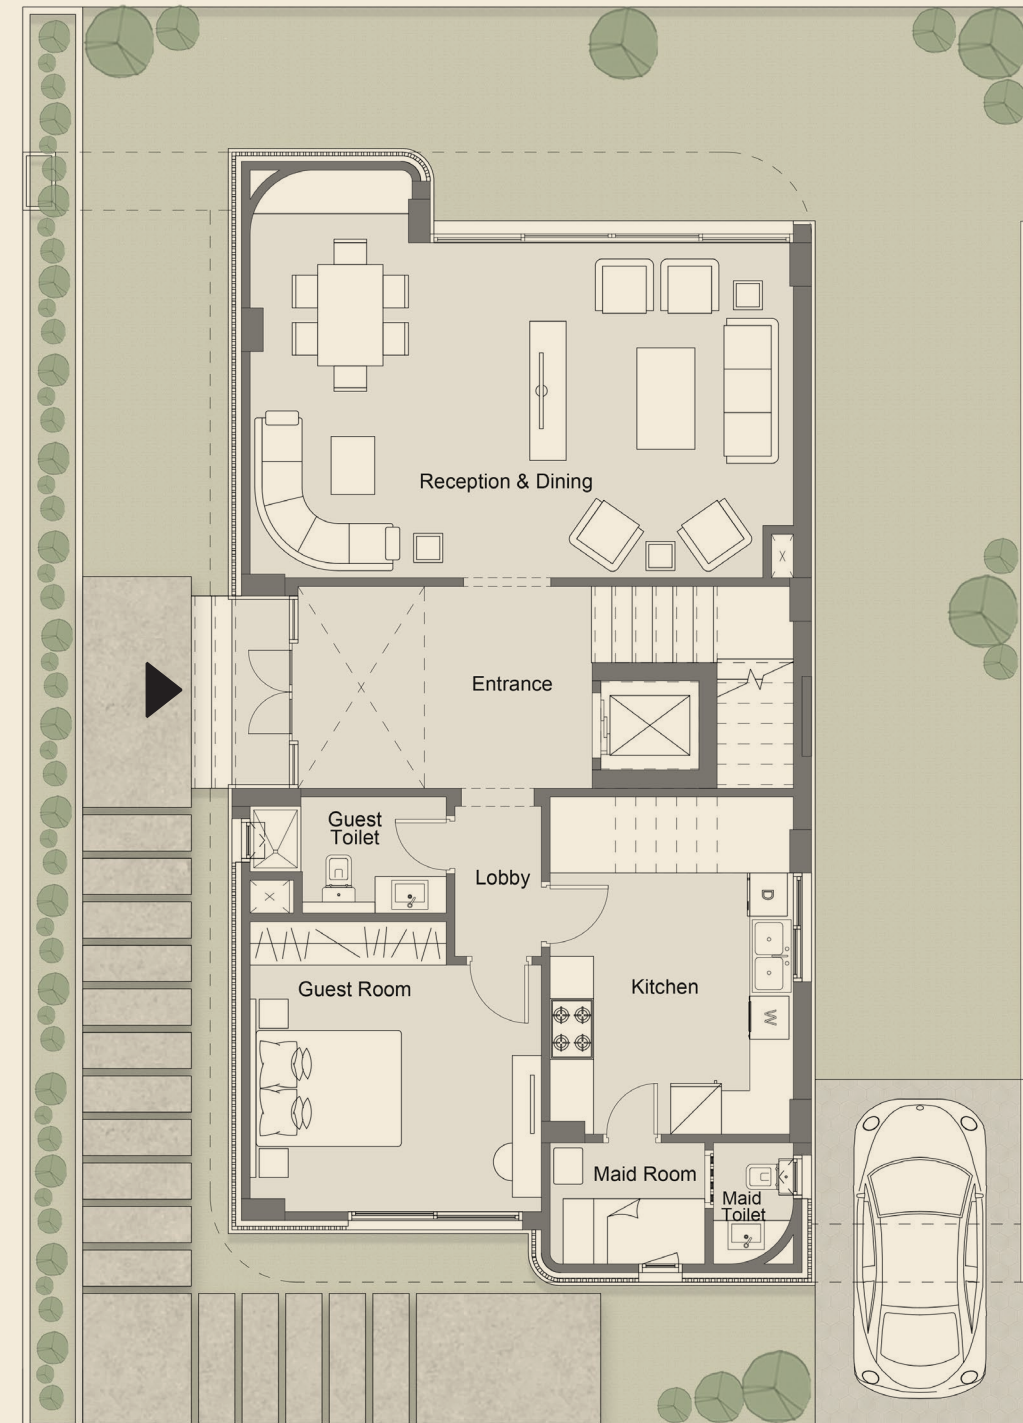 Reception & Dining
Entrance
Guest
Toilet
Lobby
D
Guest Room
Kitchen
W
Maid Room
Maid
Toilet